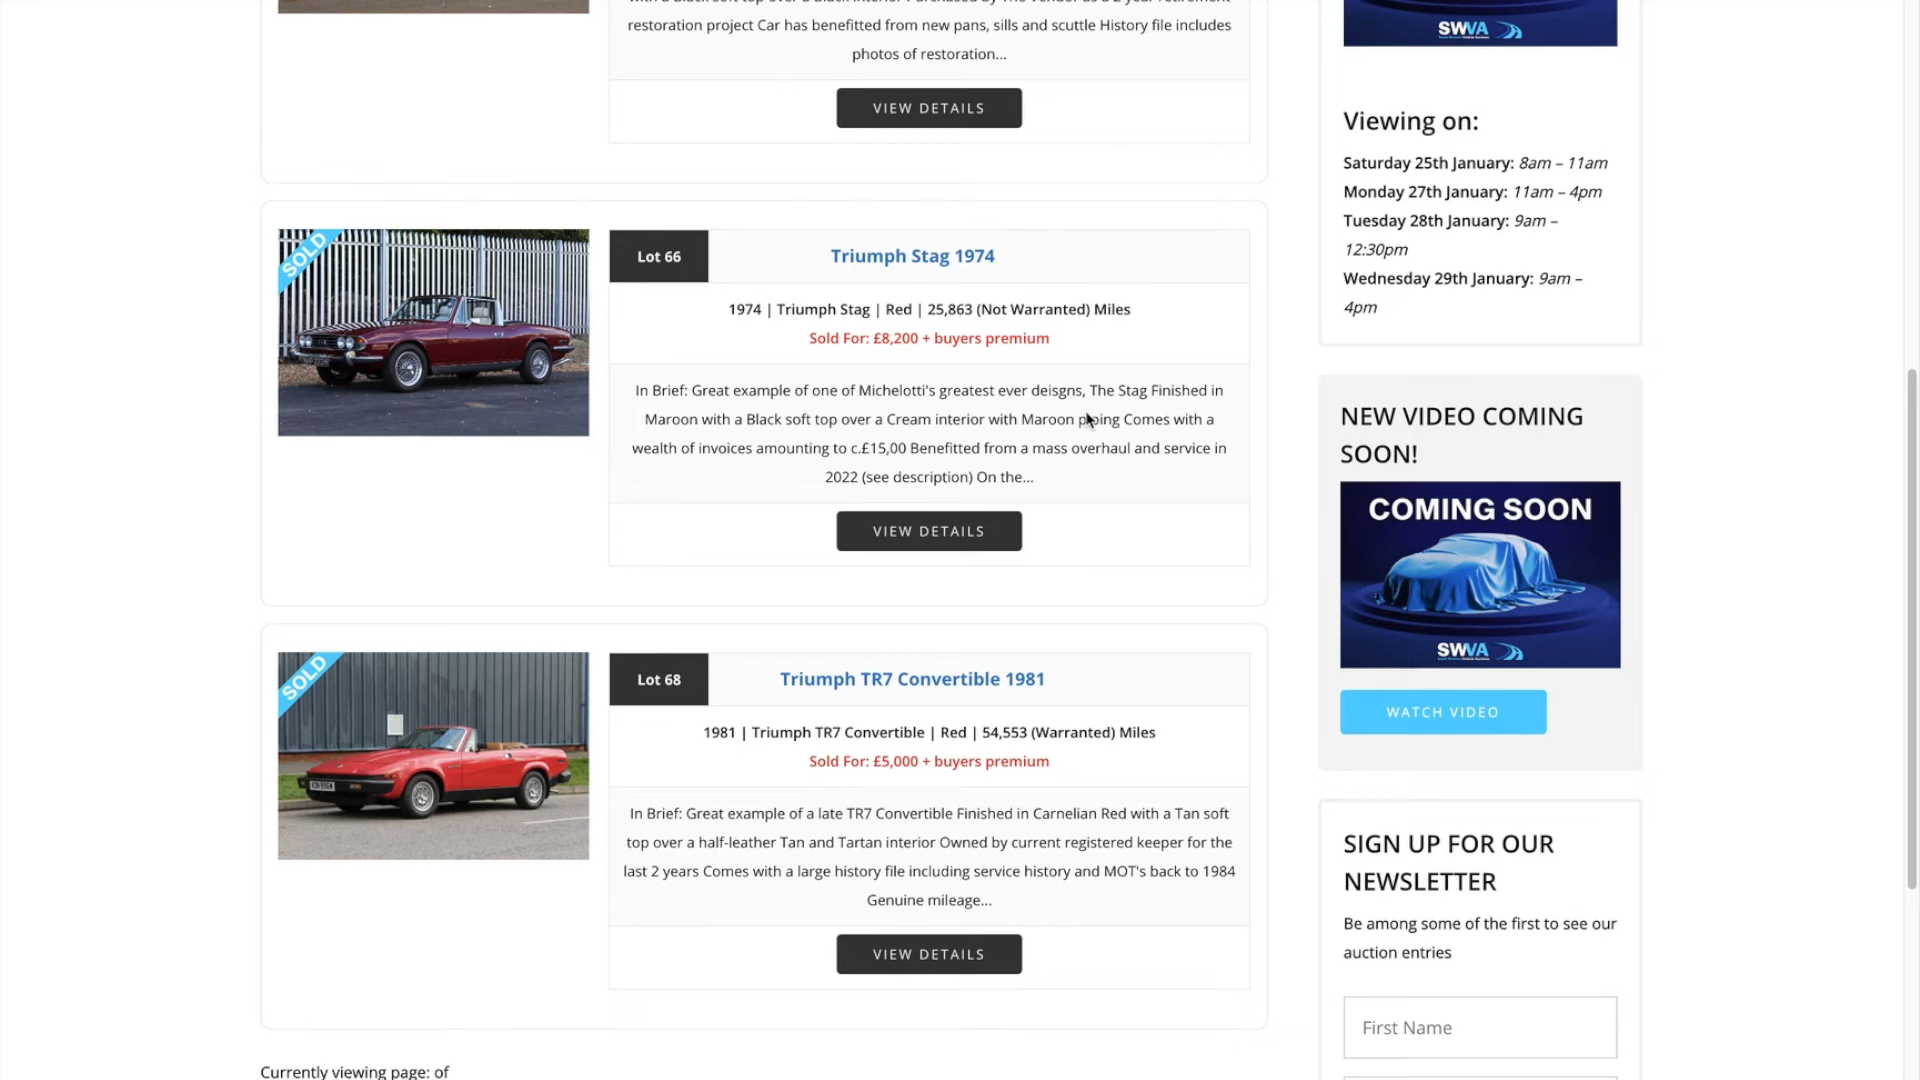 restoration project Car has benefitted from new pans, sills and scuttle History file includes
photos of restoration...
VIEW DETAILS
SOLD
Lot 66
Triumph Stag 1974
1974 | Triumph Stag | Red | 25,863 (Not Warranted) Miles
Sold For: £8,200 + buyers premium
In Brief: Great example of one of Michelotti's greatest ever deisgns, The Stag Finished in
Maroon with a Black soft top over a Cream interior with Maroon piping Comes with a
wealth of invoices amounting to c.£15,00 Benefitted from a mass overhaul and service in
2022 (see description) On the...
VIEW DETAILS
SOLD
Lot 68
Triumph TR7 Convertible 1981
1981 | Triumph TR7 Convertible | Red | 54,553 (Warranted) Miles
Sold For: £5,000 + buyers premium
In Brief: Great example of a late TR7 Convertible Finished in Carnelian Red with a Tan soft
top over a half-leather Tan and Tartan interior Owned by current registered keeper for the
last 2 years Comes with a large history file including service history and MOT's back to 1984
Genuine mileage...
VIEW DETAILS
Currently viewing page: of
SWVA
Viewing on:
Saturday 25th January: 8am – 11am
Monday 27th January: 11am – 4pm
Tuesday 28th January: 9am –
12:30pm
Wednesday 29th January: 9am –
4pm
NEW VIDEO COMING
SOON!
COMING SOON
SWVA
WATCH VIDEO
SIGN UP FOR OUR
NEWSLETTER
Be among some of the first to see our
auction entries
First Name